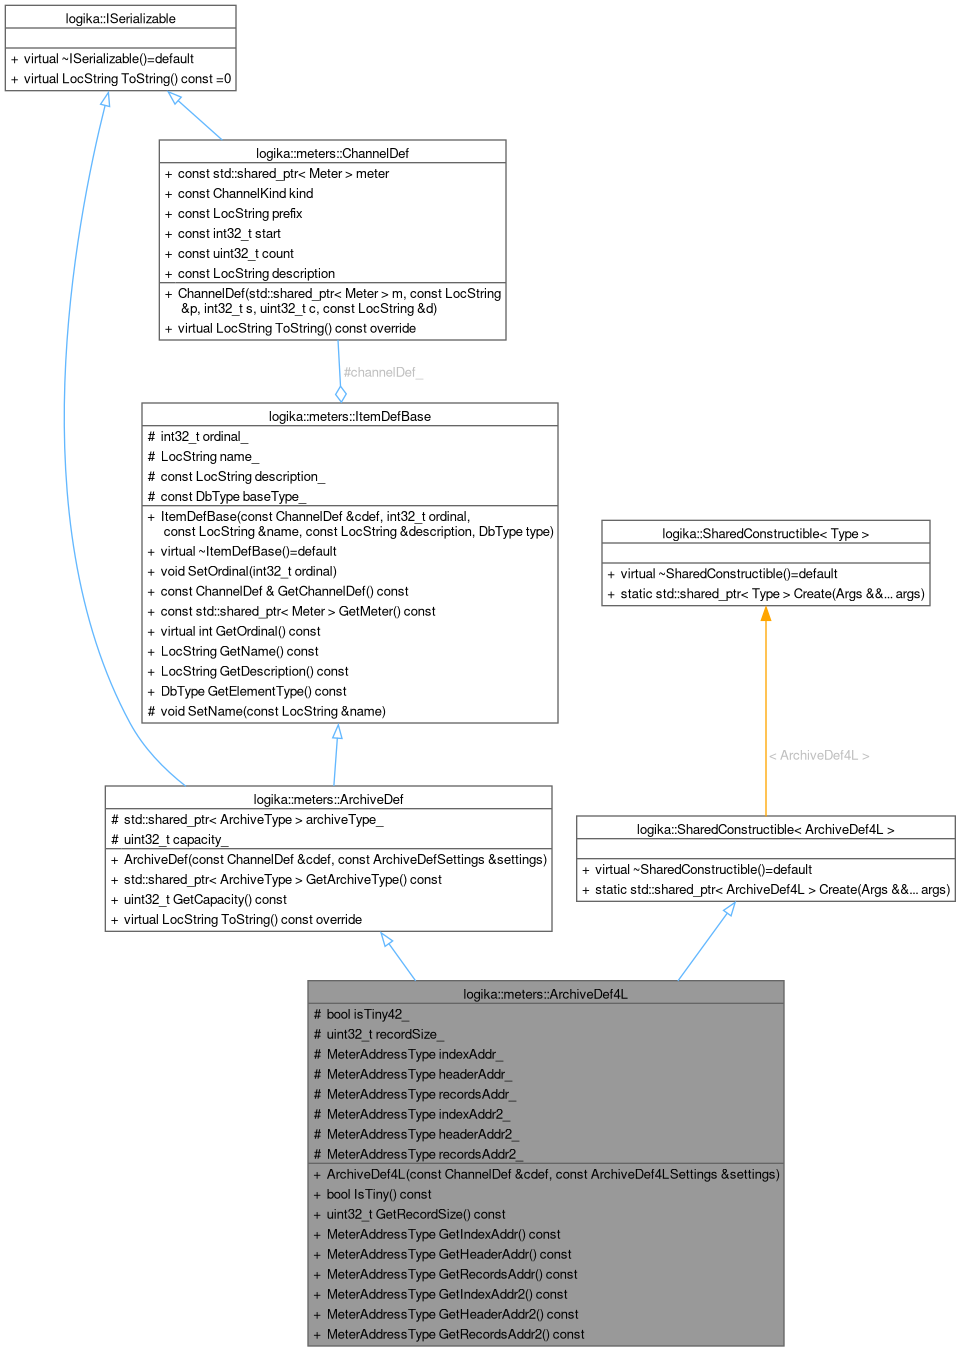 logika::ISerializable
+ virtual ~ISerializable()=default
+ virtual LocString ToString() const =0
logika::meters::ChannelDef
+ const std::shared_ptr< Meter > meter
+ const ChannelKind kind
+ const LocString prefix
+ const int32_t start
+ const uint32_t count
+ const LocString description
+ ChannelDef(std::shared_ptr< Meter > m, const LocString
&p, int32_t s, uint32_t c, const LocString &d)
+ virtual LocString ToString() const override
#channelDef_
logika::meters::ItemDefBase
# int32_t ordinal_
# LocString name_
# const LocString description_
# const DbType baseType_
+ ItemDefBase(const ChannelDef &cdef, int32_t ordinal,
const LocString &name, const LocString &description, DbType type)
+ virtual ~ItemDefBase()=default
+ void SetOrdinal(int32_t ordinal)
+ const ChannelDef & GetChannelDef() const
+ const std::shared_ptr< Meter > GetMeter() const
+ virtual int GetOrdinal() const
+ LocString GetName() const
+ LocString GetDescription() const
+ DbType GetElementType() const
# void SetName(const LocString &name)
logika::SharedConstructible< Type >
+ virtual ~SharedConstructible()=default
+ static std::shared_ptr< Type > Create(Args &&... args)
< ArchiveDef4L >
logika::meters::ArchiveDef
# std::shared_ptr< ArchiveType > archiveType_
# uint32_t capacity_
+ ArchiveDef(const ChannelDef &cdef, const ArchiveDefSettings &settings)
+ std::shared_ptr< ArchiveType > GetArchiveType() const
+ uint32_t GetCapacity() const
+ virtual LocString ToString() const override
logika::SharedConstructible< ArchiveDef4L >
+ virtual ~SharedConstructible()=default
+ static std::shared_ptr< ArchiveDef4L > Create(Args &&... args)
logika::meters::ArchiveDef4L
# bool isTiny42_
# uint32_t recordSize_
# MeterAddressType indexAddr_
# MeterAddressType headerAddr_
# MeterAddressType recordsAddr_
# MeterAddressType indexAddr2_
# MeterAddressType headerAddr2_
# MeterAddressType recordsAddr2_
+ ArchiveDef4L(const ChannelDef &cdef, const ArchiveDef4LSettings &settings)
+ bool IsTiny() const
+ uint32_t GetRecordSize() const
+ MeterAddressType GetIndexAddr() const
+ MeterAddressType GetHeaderAddr() const
+ MeterAddressType GetRecordsAddr() const
+ MeterAddressType GetIndexAddr2() const
+ MeterAddressType GetHeaderAddr2() const
+ MeterAddressType GetRecordsAddr2() const